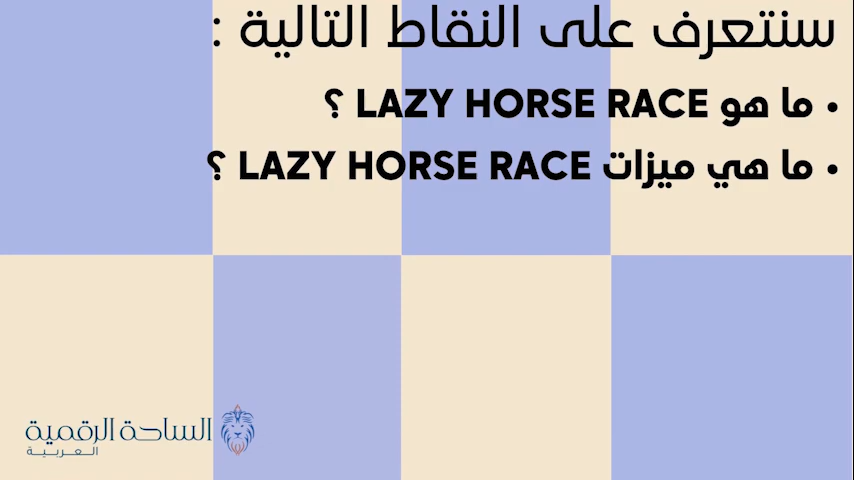 سنتعرف على النقاط التالية :
• ما هو LAZY HORSE RACE ؟
• ما هي ميزات LAZY HORSE RACE ؟
الساحة الرقمية
العربية